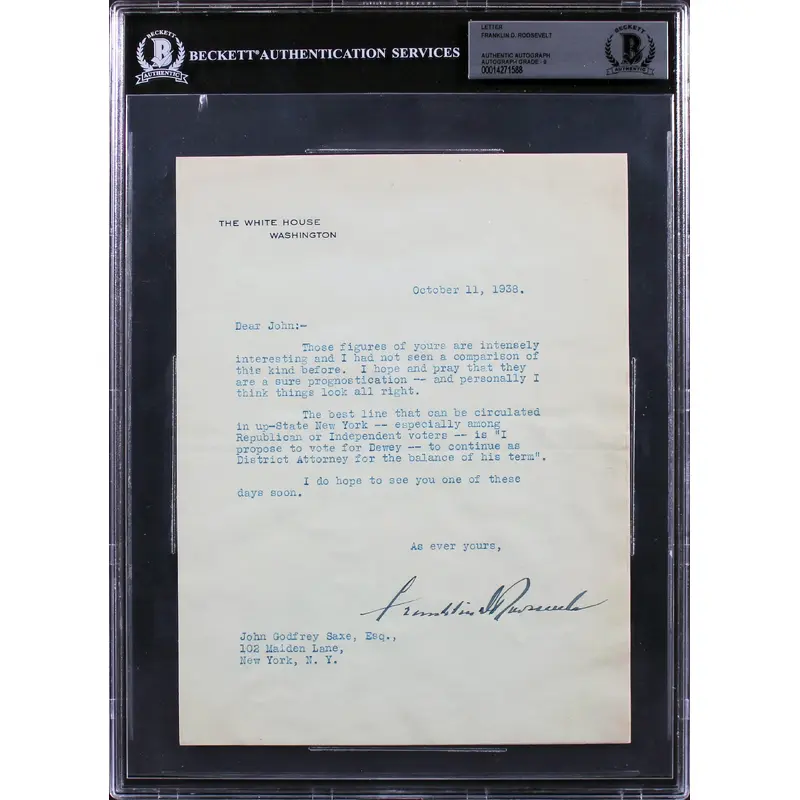 BECKETT
B
AUTHENTIC
BECKETT® AUTHENTICATION SERVICES
LETTER
FRANKLIN D. ROOSEVELT
AUTHENTIC AUTOGRAPH
AUTOGRAPH GRADE - 9
00014271588
BECKETT
B
AUTHENTIC
THE WHITE HOUSE
WASHINGTON
October 11, 1938.
Dear John:-
Those figures of yours are intensely
interesting and I had not seen a comparison of
this kind before. I hope and pray that they
are a sure prognostication -- and personally I
think things look all right.
The best line that can be circulated
in up-State New York -- especially among
Republican or Independent voters -- is "I
propose to vote for Dewey -- to continue as
District Attorney for the balance of his term".
I do hope to see you one of these
days soon.
As ever yours,
Franklin D Roosevelt
John Godfrey Saxe, Esq.,
102 Maiden Lane,
New York, N. Y.